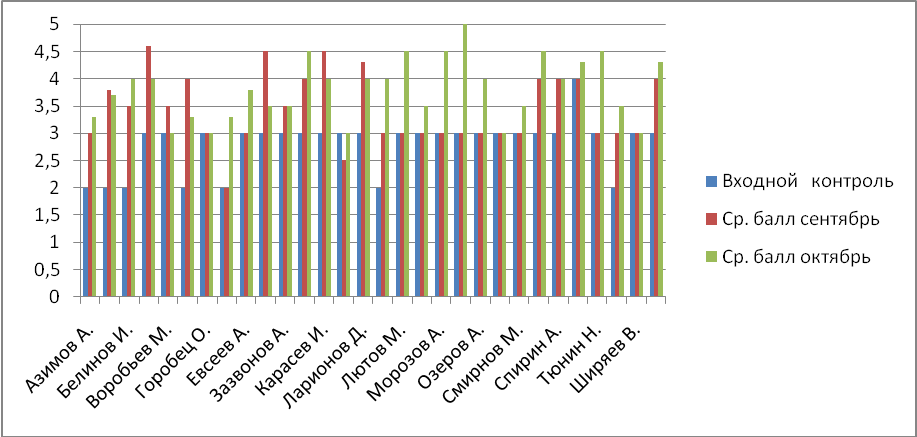 5
4,5
4
3,5
3
2,5
2
1,5
1
0,5
0
Азимов А.
Белинов И.
Воробьев М.
Горобец О.
Евсеев А.
Зазвонов А.
Карасев И.
Ларионов Д.
Лютов М.
Морозов А.
Озеров А.
Смирнов М.
Спирин А.
Тюнин Н.
Ширяев В.
Входной контроль
Ср. балл сентябрь
Ср. балл октябрь